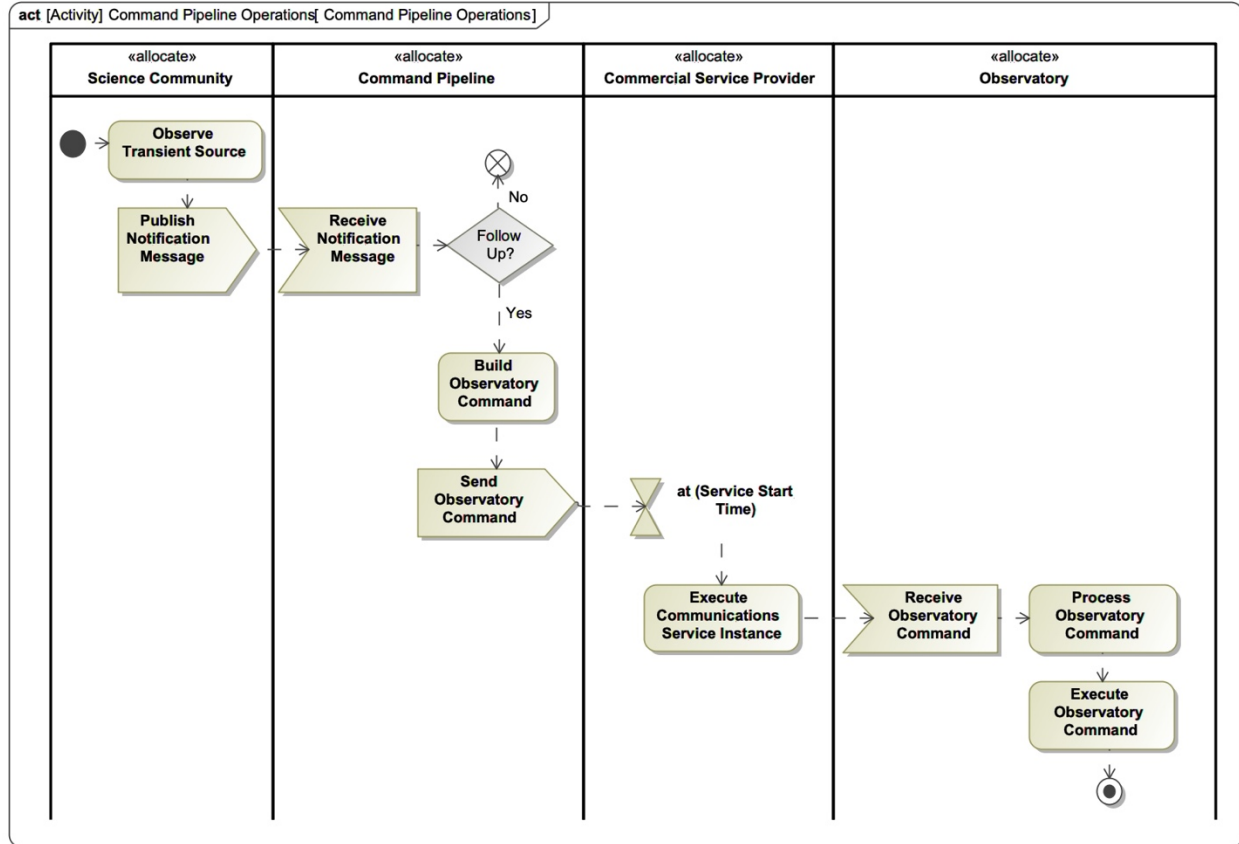 act [Activity] Command Pipeline Operations[ Command Pipeline Operations]
«allocate»
Science Community
«allocate»
Command Pipeline
«allocate»
Commercial Service Provider
«allocate»
Observatory
Observe
Transient Source
Publish
Notification
Message
Receive
Notification
Message
Follow
Up?
No
Yes
Build
Observatory
Command
Send
Observatory
Command
at (Service Start
Time)
Execute
Communications
Service Instance
Receive
Observatory
Command
Process
Observatory
Command
Execute
Observatory
Command